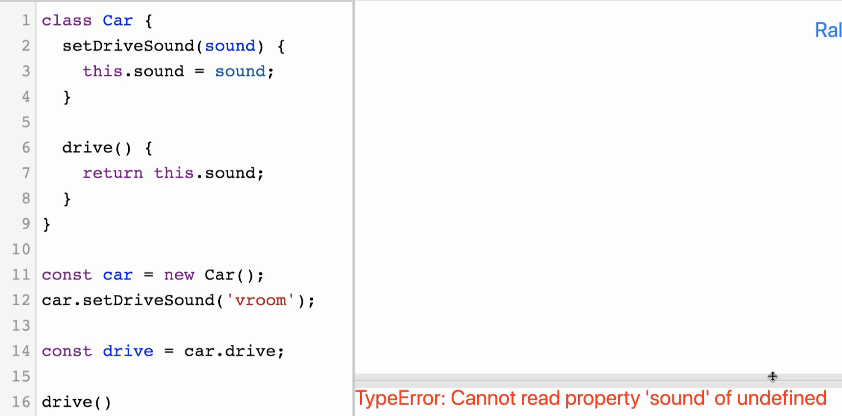 1 class Car {
2   setDriveSound(sound) {
3     this.sound = sound;
4   }
5
6   drive() {
7     return this.sound;
8   }
9 }
10
11 const car = new Car();
12 car.setDriveSound('vroom');
13
14 const drive = car.drive;
15
16 drive()
Ral
TypeError: Cannot read property 'sound' of undefined